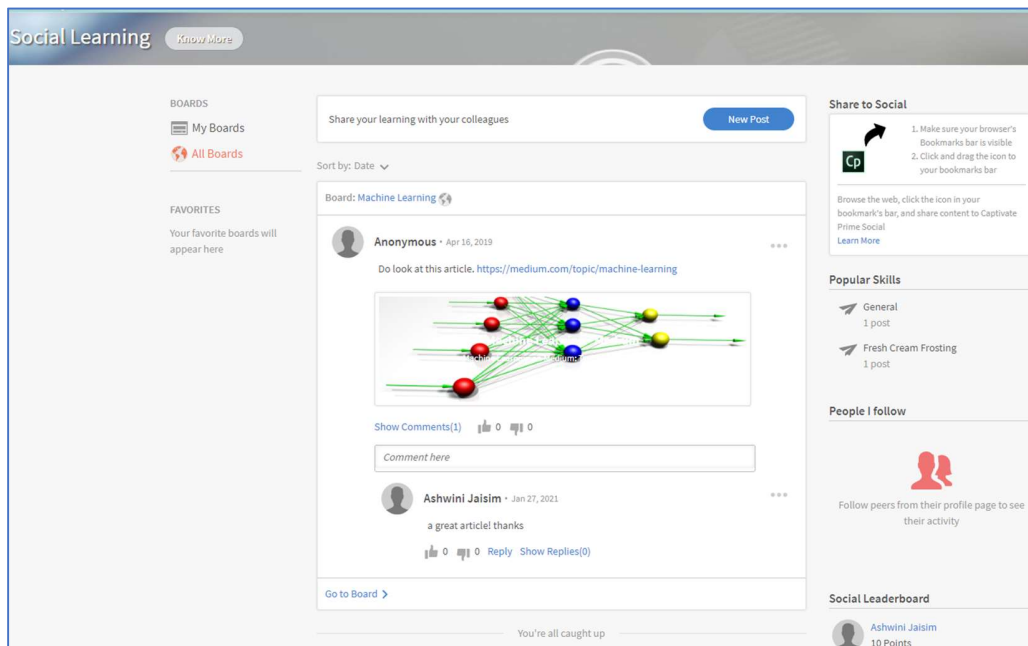 Social Learning
Know More
BOARDS
My Boards
All Boards
FAVORITES
Your favorite boards will
appear here
Share your learning with your colleagues
New Post
Sort by: Date
Board: Machine Learning
Anonymous • Apr 16, 2019
Do look at this article. https://medium.com/topic/machine-learning
Show Comments(1) 0 0
Comment here
Ashwini Jaisim • Jan 27, 2021
a great article! thanks
0 0 Reply Show Replies(0)
Go to Board
You're all caught up
Share to Social
Cp
1. Make sure your browser's
Bookmarks bar is visible
2. Click and drag the icon to
your bookmarks bar
Browse the web, click the icon in your
bookmark's bar, and share content to Captivate
Prime Social
Learn More
Popular Skills
General
1 post
Fresh Cream Frosting
1 post
People I follow
Follow peers from their profile page to see
their activity
Social Leaderboard
Ashwini Jaisim
10 Points